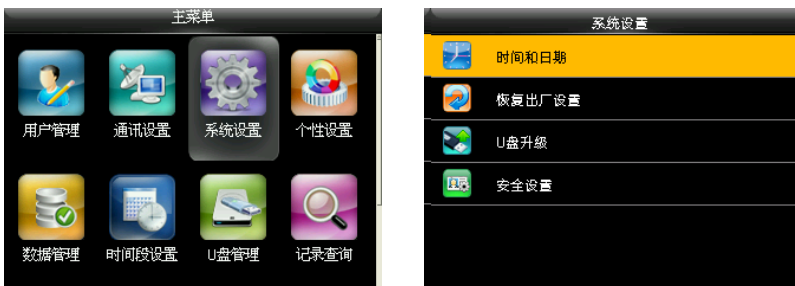 主菜单
用户管理 通讯设置 系统设置 个性设置
数据管理 时间段设置 U盘管理 记录查询
系统设置
时间和日期
恢复出厂设置
U盘升级
安全设置